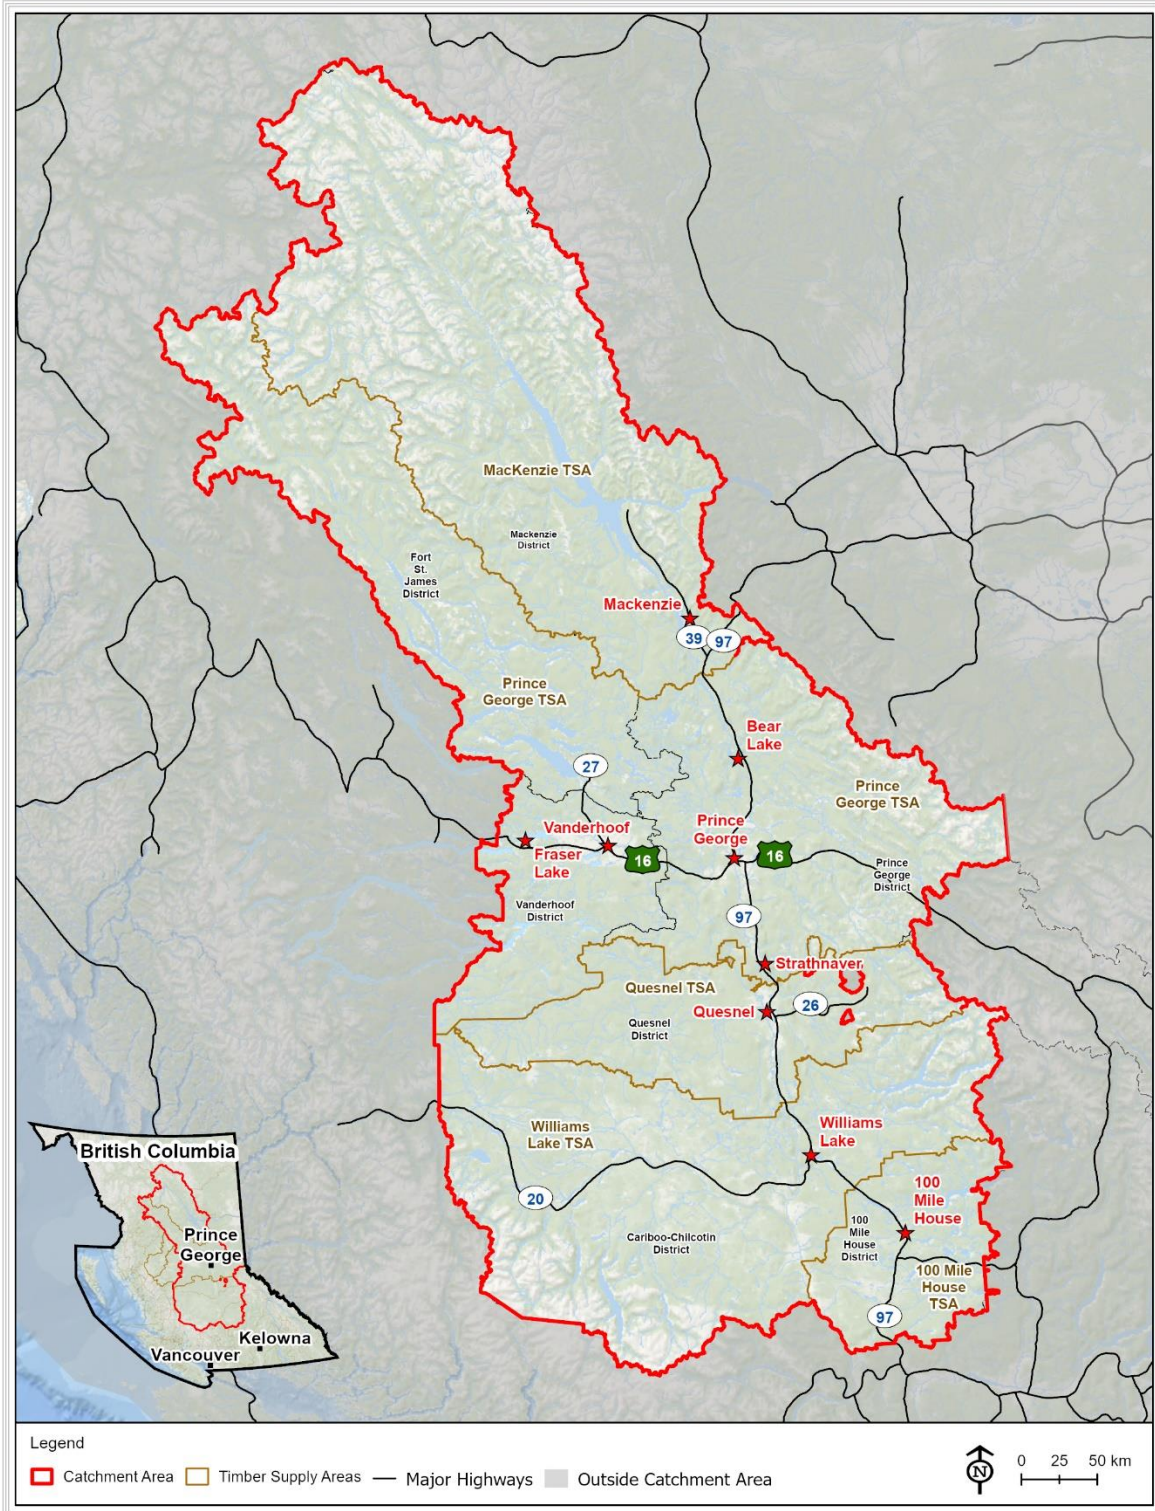 MacKenzie TSA
Mackenzie
District
Fort
St.
James
District
Mackenzie
39
97
Prince
George TSA
Bear
Lake
27
Prince
George TSA
Vanderhoof
Prince
George
Fraser
Lake
16
16
Prince
George
District
Vanderhoof
District
97
Strathnaver
Quesnel TSA
Quesnel
26
Quesnel
District
Williams
Lake TSA
Williams
Lake
20
100
Mile
House
100
Mile
House
District
Cariboo-Chilcotin
District
100 Mile
House
TSA
97
British Columbia
Prince
George
Kelowna
Vancouver
Legend
Catchment Area
Timber Supply Areas
Major Highways
Outside Catchment Area
N
0 25 50 km